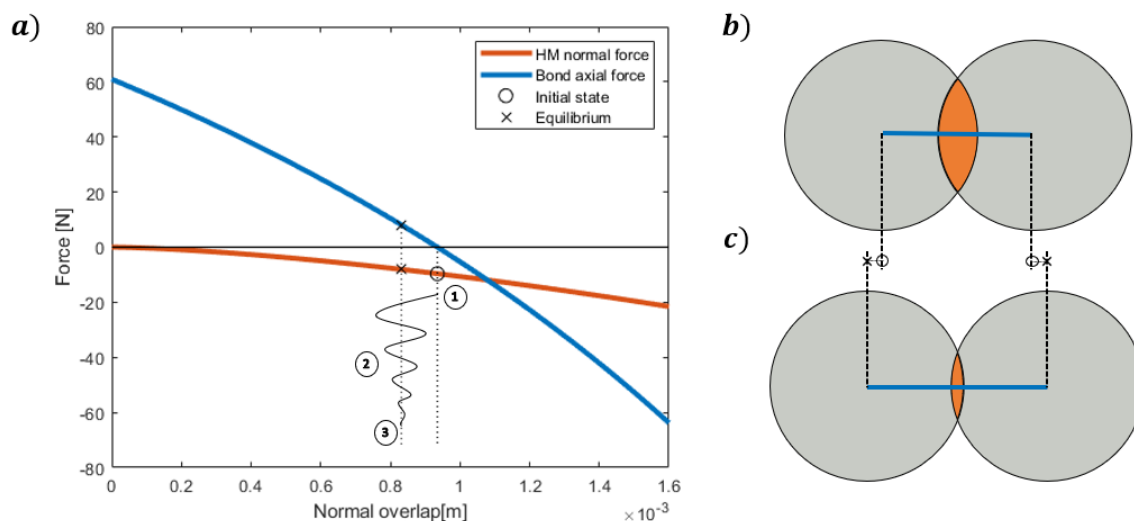 a)
80
60
40
20
0
-20
-40
-60
-80
Force [N]
HM normal force
Bond axial force
Initial state
Equilibrium
1
2
3
0 0.2 0.4 0.6 0.8 1 1.2 1.4 1.6
Normal overlap[m]
× 10⁻³
b)
c)